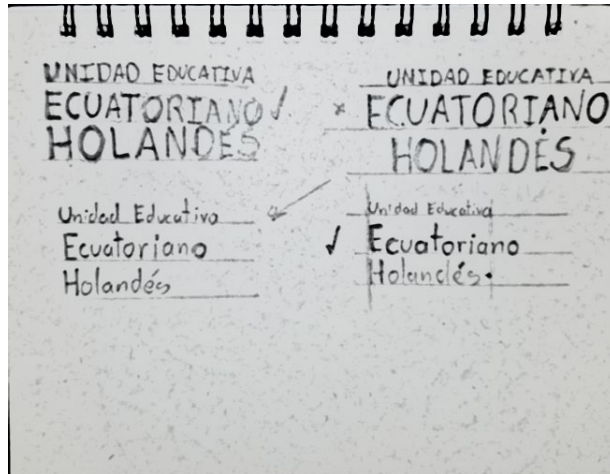 UNIDAD EDUCATIVA
ECUATORIANO
HOLANDÉS
UNIDAD EDUCATIVA
ECUATORIANO
HOLANDÉS
Unidad Educativa
Ecuatoriano
Holandés
Unidad Educativa
Ecuatoriano
Holandés